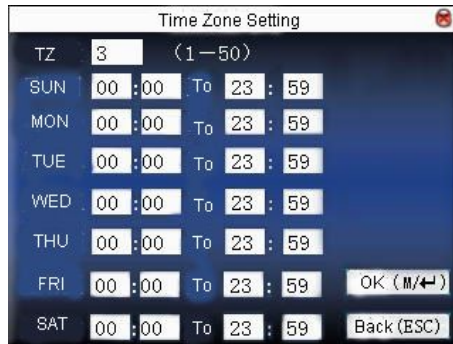 Time Zone Setting
TZ 3 (1—50)
SUN 00 :00 To 23 : 59
MON 00 :00 To 23 : 59
TUE 00 :00 To 23 : 59
WED 00 :00 To 23 : 59
THU 00 :00 To 23 : 59
FRI 00 :00 To 23 : 59 OK (M/↵)
SAT 00 :00 To 23 : 59 Back (ESC)